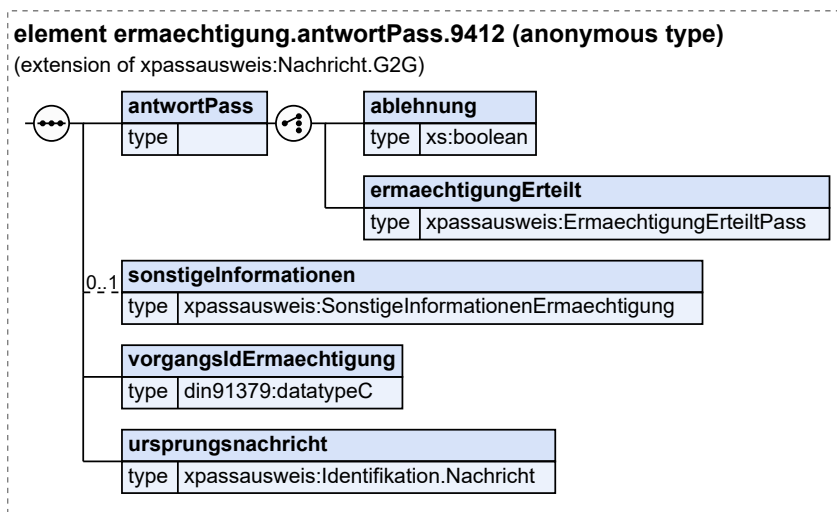 element ermaechtigung.antwortPass.9412 (anonymous type)
(extension of xpassausweis:Nachricht.G2G)
antwortPass
type
ablehnung
type xs:boolean
ermaechtigungErteilt
type xpassausweis:ErmaechtigungErteiltPass
0..1
sonstigeInformationen
type xpassausweis:SonstigeInformationenErmaechtigung
vorgangsIdErmaechtigung
type din91379:datatypeC
ursprungsnachricht
type xpassausweis:Identifikation.Nachricht